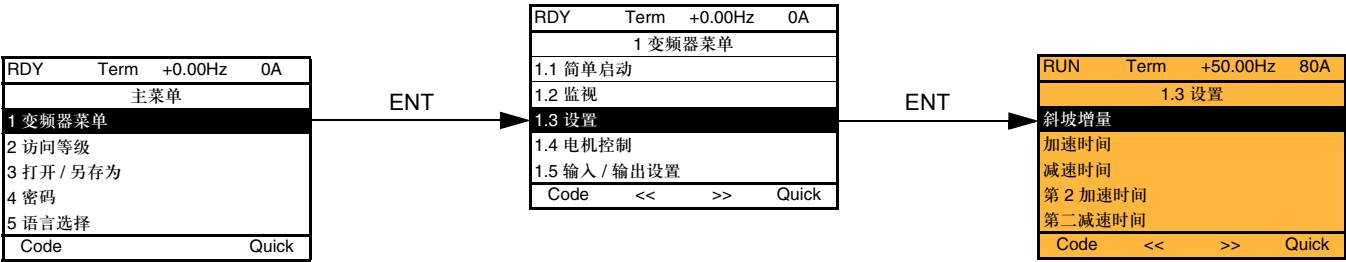 RDY Term +0.00Hz 0A
主菜单
1 变频器菜单
2 访问等级
3 打开 / 另存为
4 密码
5 语言选择
Code Quick
ENT
RDY Term +0.00Hz 0A
1 变频器菜单
1.1 简单启动
1.2 监视
1.3 设置
1.4 电机控制
1.5 输入 / 输出设置
Code << >> Quick
ENT
RUN Term +50.00Hz 80A
1.3 设置
斜坡增量
加速时间
减速时间
第 2 加速时间
第二减速时间
Code << >> Quick